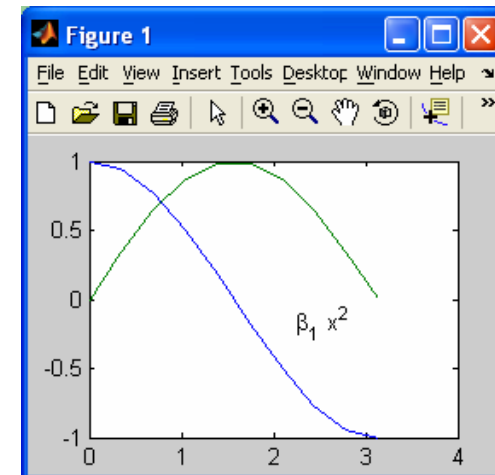 Figure 1
File Edit View Insert Tools Desktop Window Help
»
1
0.5
0
-0.5
-1
β₁ x²
0 1 2 3 4